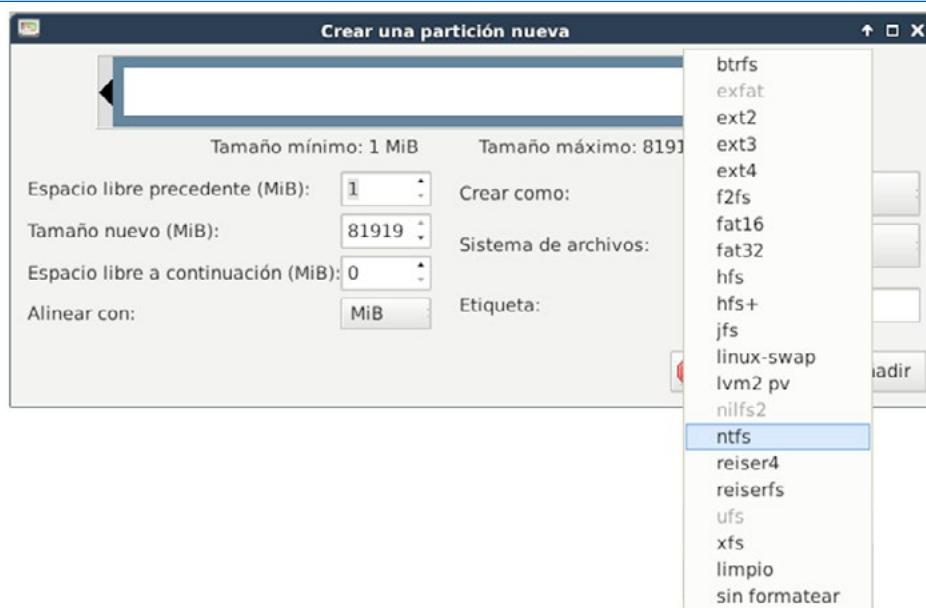 Crear una partición nueva
Tamaño mínimo: 1 MiB
Tamaño máximo: 8191
Espacio libre precedente (MiB): 1
Crear como:
Tamaño nuevo (MiB): 81919
Sistema de archivos:
Espacio libre a continuación (MiB): 0
Etiqueta:
Alinear con: MiB
btrfs
exfat
ext2
ext3
ext4
f2fs
fat16
fat32
hfs
hfs+
jfs
linux-swap
lvm2 pv
nilfs2
ntfs
reiser4
reiserfs
ufs
xfs
limpio
sin formatear